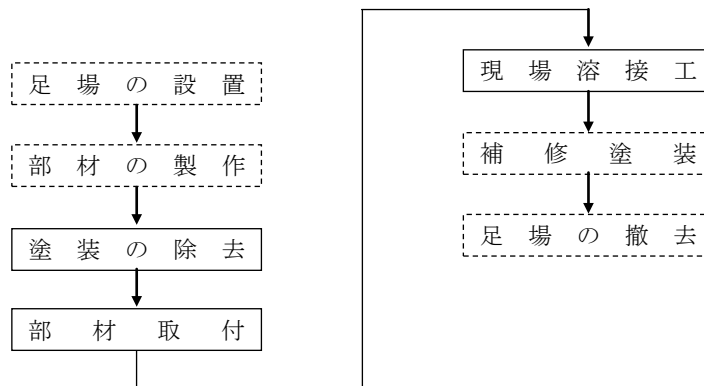 足場の設置
部材の製作
塗装の除去
部材取付
現場溶接工
補修塗装
足場の撤去